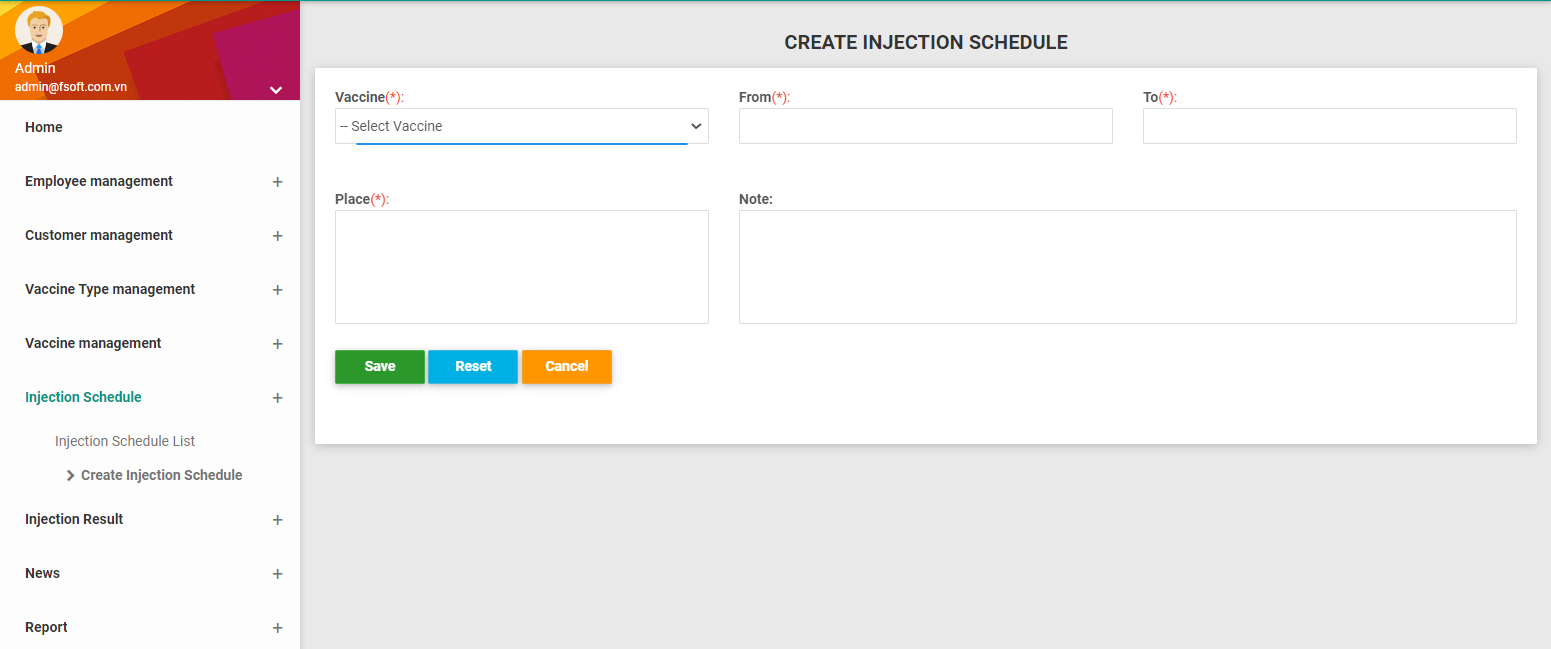 Admin
admin@fsoft.com.vn
Home
Employee management +
Customer management +
Vaccine Type management +
Vaccine management +
Injection Schedule +
Injection Schedule List
Create Injection Schedule
Injection Result +
News +
Report +
CREATE INJECTION SCHEDULE
Vaccine(*):
-- Select Vaccine
From(*):
To(*):
Place(*):
Note:
Save
Reset
Cancel